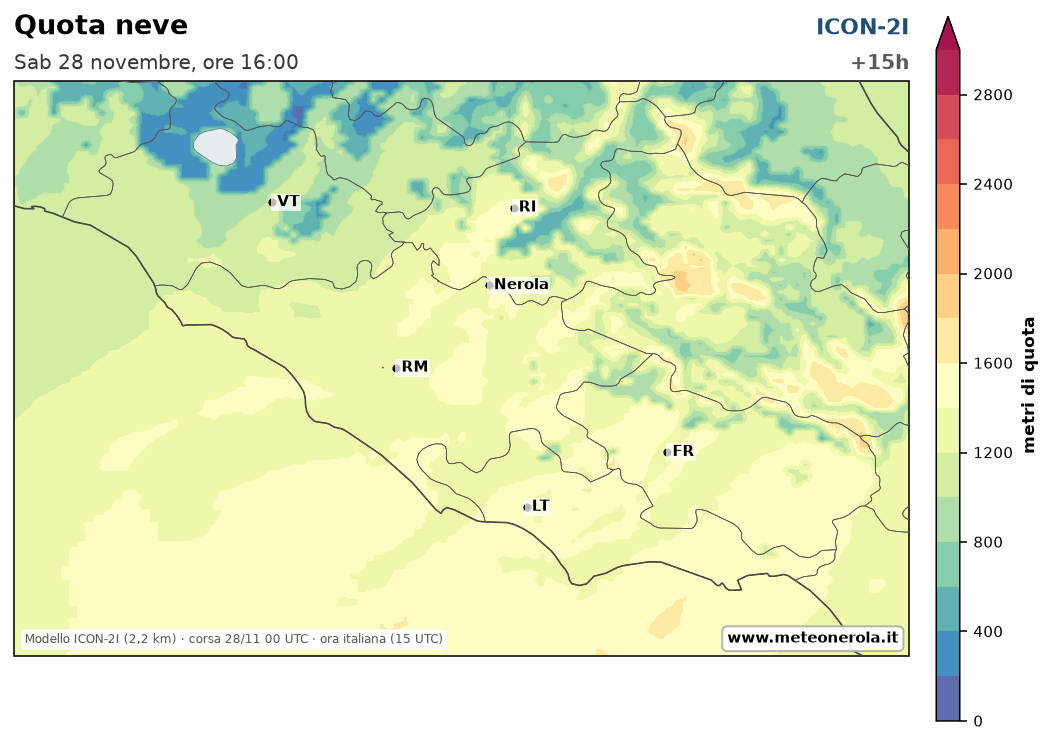 Quota neve
ICON-2I
Sab 28 novembre, ore 16:00
+15h
VT
RI
Nerola
RM
FR
LT
2800
2400
2000
1600
1200
800
400
0
metri di quota
Modello ICON-2I (2,2 km) · corsa 28/11 00 UTC · ora italiana (15 UTC)
www.meteonerola.it